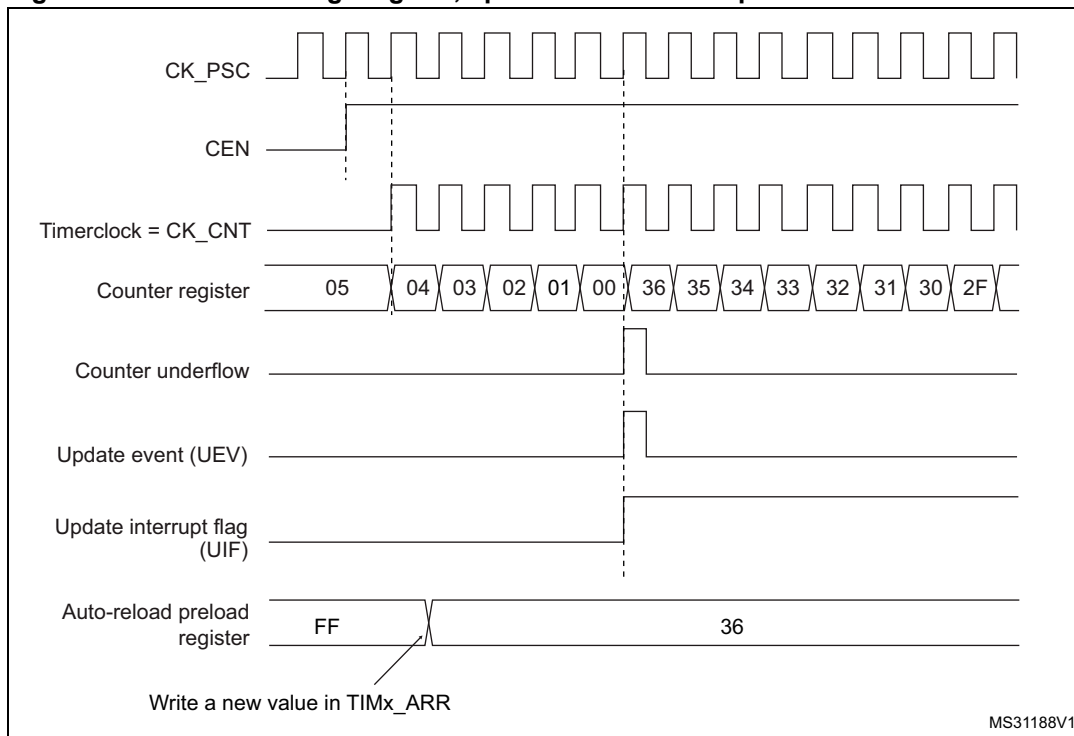 CK_PSC
CEN
Timerclock = CK_CNT
Counter register
05 04 03 02 01 00 36 35 34 33 32 31 30 2F
Counter underflow
Update event (UEV)
Update interrupt flag
(UIF)
Auto-reload preload
register
FF 36
Write a new value in TIMx_ARR
MS31188V1